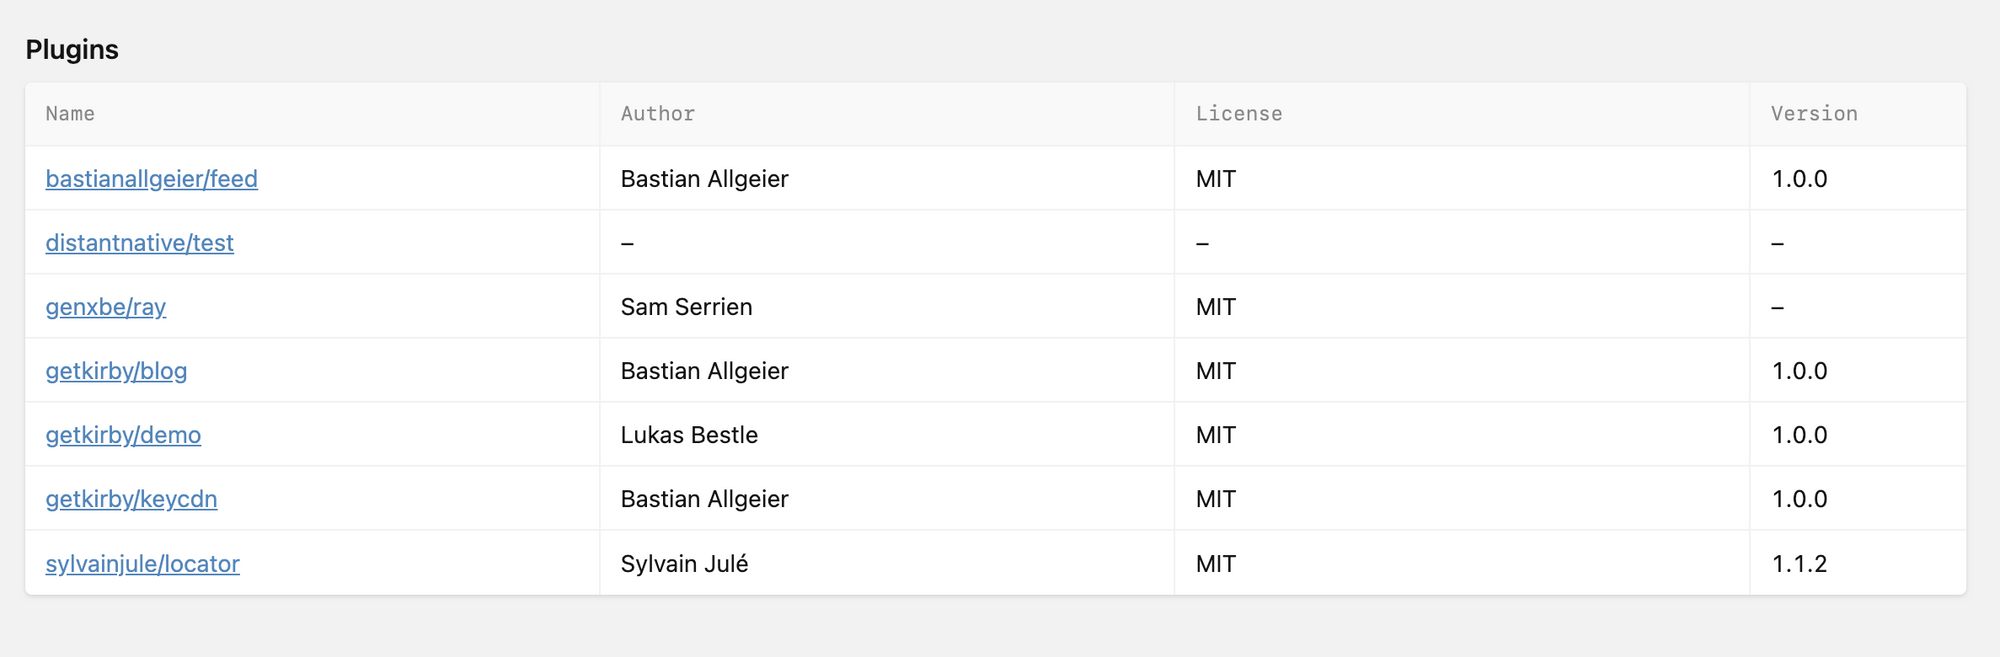 Plugins
Name Author License Version
bastianallgeier/feed Bastian Allgeier MIT 1.0.0
distantnative/test – – –
genxbe/ray Sam Serrien MIT –
getkirby/blog Bastian Allgeier MIT 1.0.0
getkirby/demo Lukas Bestle MIT 1.0.0
getkirby/keycdn Bastian Allgeier MIT 1.0.0
sylvainjule/locator Sylvain Julé MIT 1.1.2